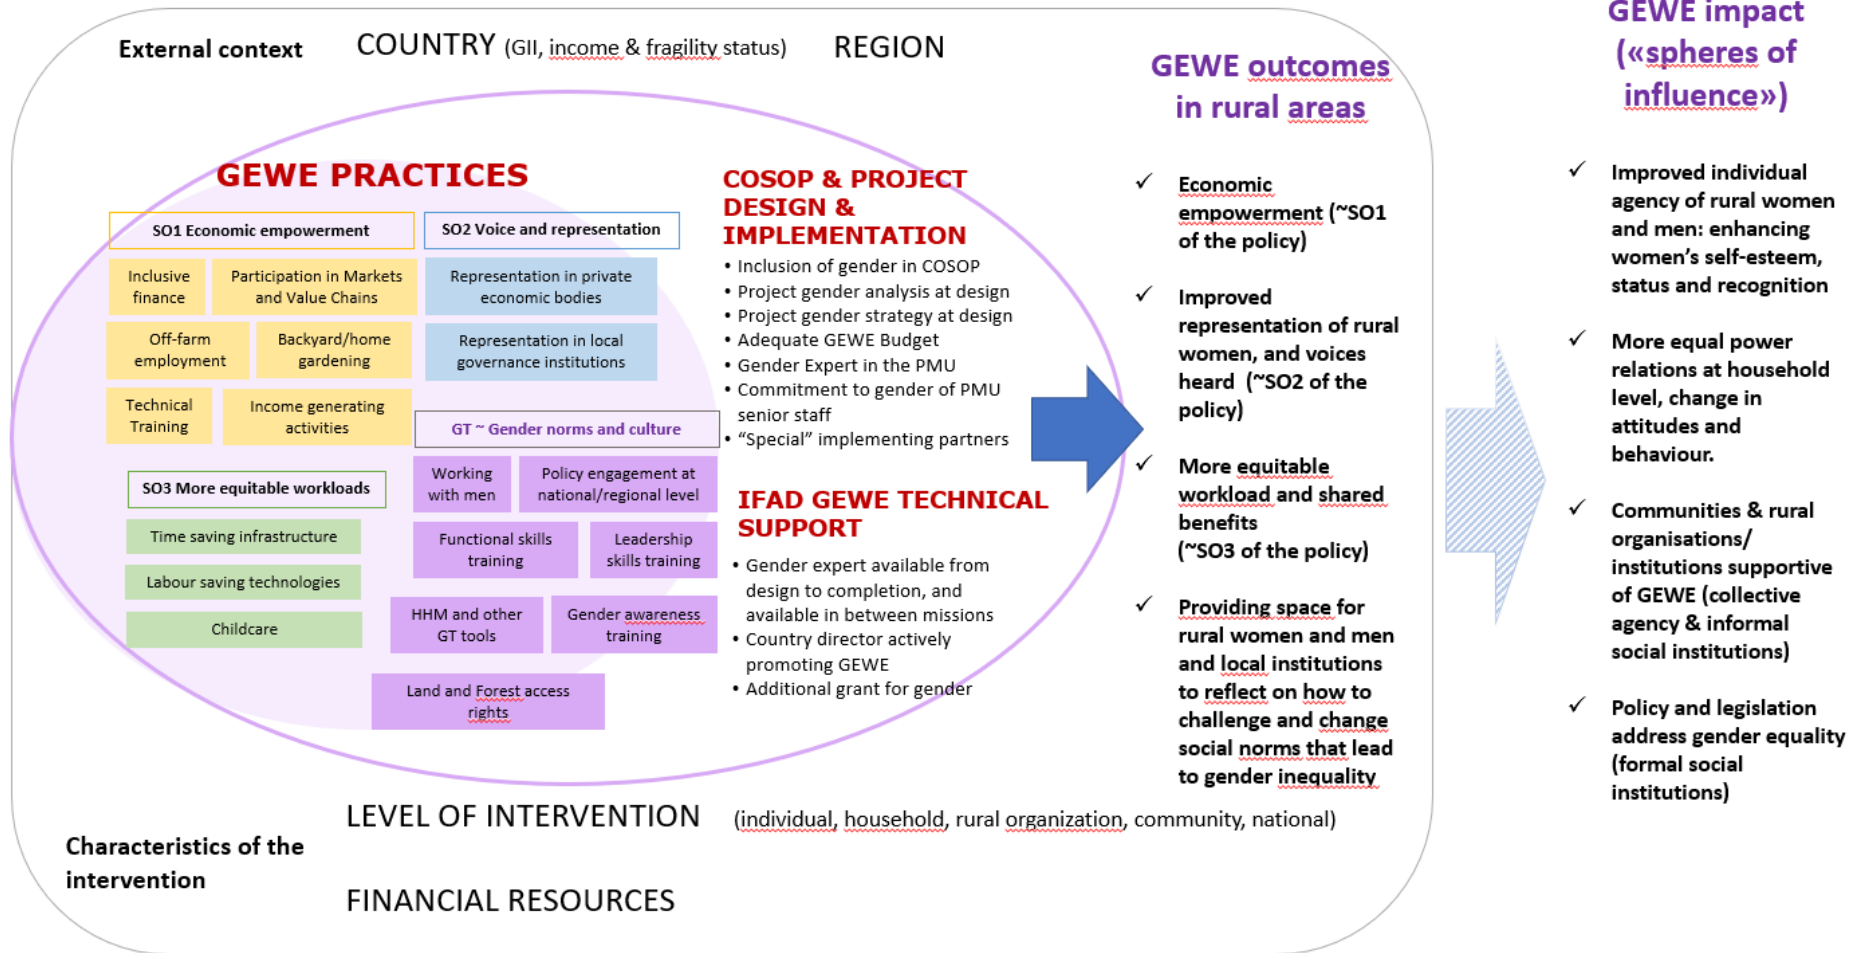 External context
COUNTRY (GII, income & fragility status)
REGION
GEWE PRACTICES
SO1 Economic empowerment
Inclusive
finance
Participation in Markets
and Value Chains
Off-farm
employment
Backyard/home
gardening
Technical
Training
Income generating
activities
SO2 Voice and representation
Representation in private
economic bodies
Representation in local
governance institutions
SO3 More equitable workloads
Time saving infrastructure
Labour saving technologies
Childcare
GT ~ Gender norms and culture
Working
with men
Policy engagement at
national/regional level
Functional skills
training
Leadership
skills training
HHM and other
GT tools
Gender awareness
training
Land and Forest access
rights
COSOP & PROJECT
DESIGN &
IMPLEMENTATION
• Inclusion of gender in COSOP
• Project gender analysis at design
• Project gender strategy at design
• Adequate GEWE Budget
• Gender Expert in the PMU
• Commitment to gender of PMU
senior staff
• “Special” implementing partners
IFAD GEWE TECHNICAL
SUPPORT
• Gender expert available from
design to completion, and
available in between missions
• Country director actively
promoting GEWE
• Additional grant for gender
LEVEL OF INTERVENTION (individual, household, rural organization, community, national)
Characteristics of the
intervention
FINANCIAL RESOURCES
GEWE outcomes
in rural areas
✓ Economic
empowerment (~SO1
of the policy)
✓ Improved
representation of rural
women, and voices
heard (~SO2 of the
policy)
✓ More equitable
workload and shared
benefits
(~SO3 of the policy)
✓ Providing space for
rural women and men
and local institutions
to reflect on how to
challenge and change
social norms that lead
to gender inequality
GEWE impact
(«spheres of
influence»)
✓ Improved individual
agency of rural women
and men: enhancing
women’s self-esteem,
status and recognition
✓ More equal power
relations at household
level, change in
attitudes and
behaviour.
✓ Communities & rural
organisations/
institutions supportive
of GEWE (collective
agency & informal
social institutions)
✓ Policy and legislation
address gender equality
(formal social
institutions)